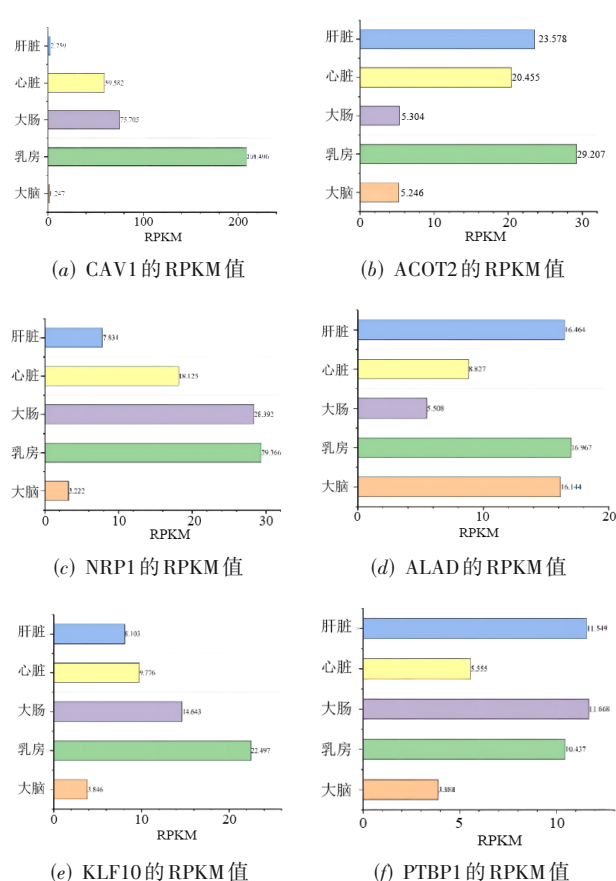 肝脏
心脏 59.582
大肠 75.705
乳房
大脑
0 100 200
RPKM
(a) CAV1的RPKM值
肝脏 23.578
心脏 20.455
大肠 5.304
乳房 29.207
大脑 5.246
0 10 20 30
RPKM
(b) ACOT2的RPKM值
肝脏 7.834
心脏 18.125
大肠 28.392
乳房
大脑 3.222
0 10 20 30
RPKM
(c) NRP1的RPKM值
肝脏 16.464
心脏 8.827
大肠 5.508
乳房 16.967
大脑 16.144
0 10 20
RPKM
(d) ALAD的RPKM值
肝脏 8.103
心脏 9.776
大肠 14.643
乳房 22.497
大脑 3.846
0 10 20
RPKM
(e) KLF10的RPKM值
肝脏 11.549
心脏 5.555
大肠 11.668
乳房 10.437
大脑
0 5 10
RPKM
(f) PTBP1的RPKM值